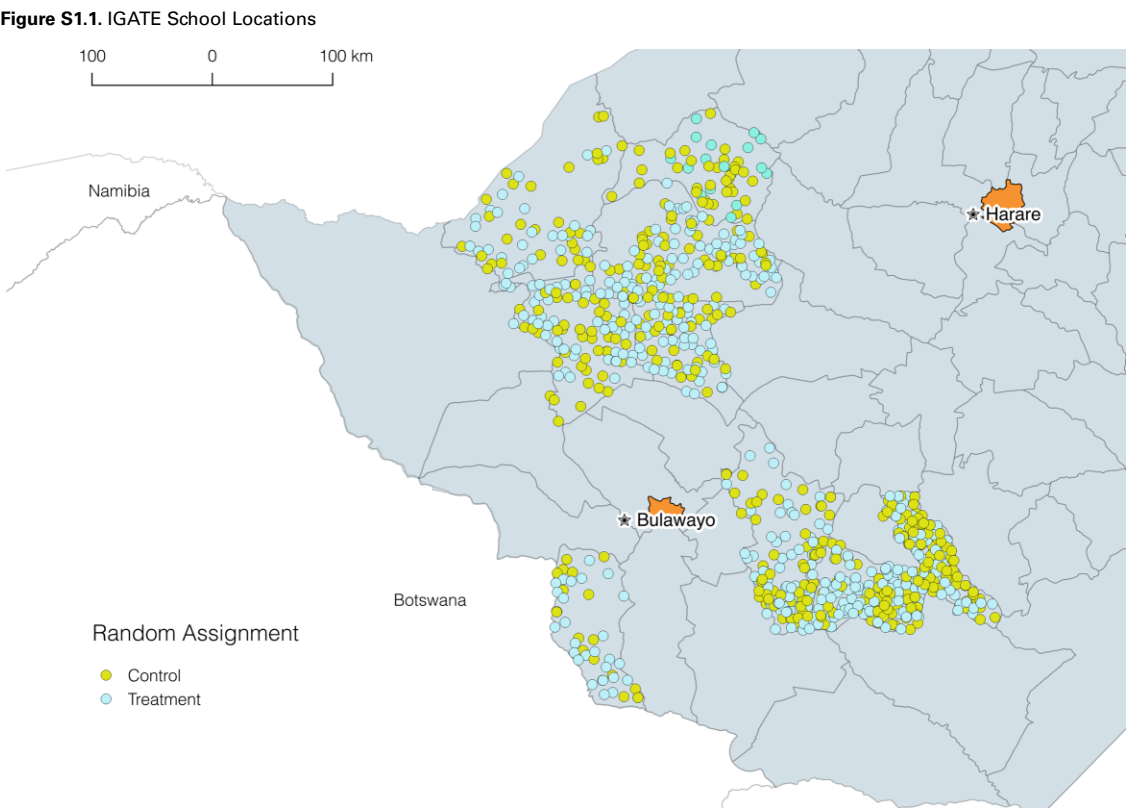 Figure S1.1. IGATE School Locations
100 0 100 km
Namibia
Harare
Bulawayo
Botswana
Random Assignment
Control
Treatment